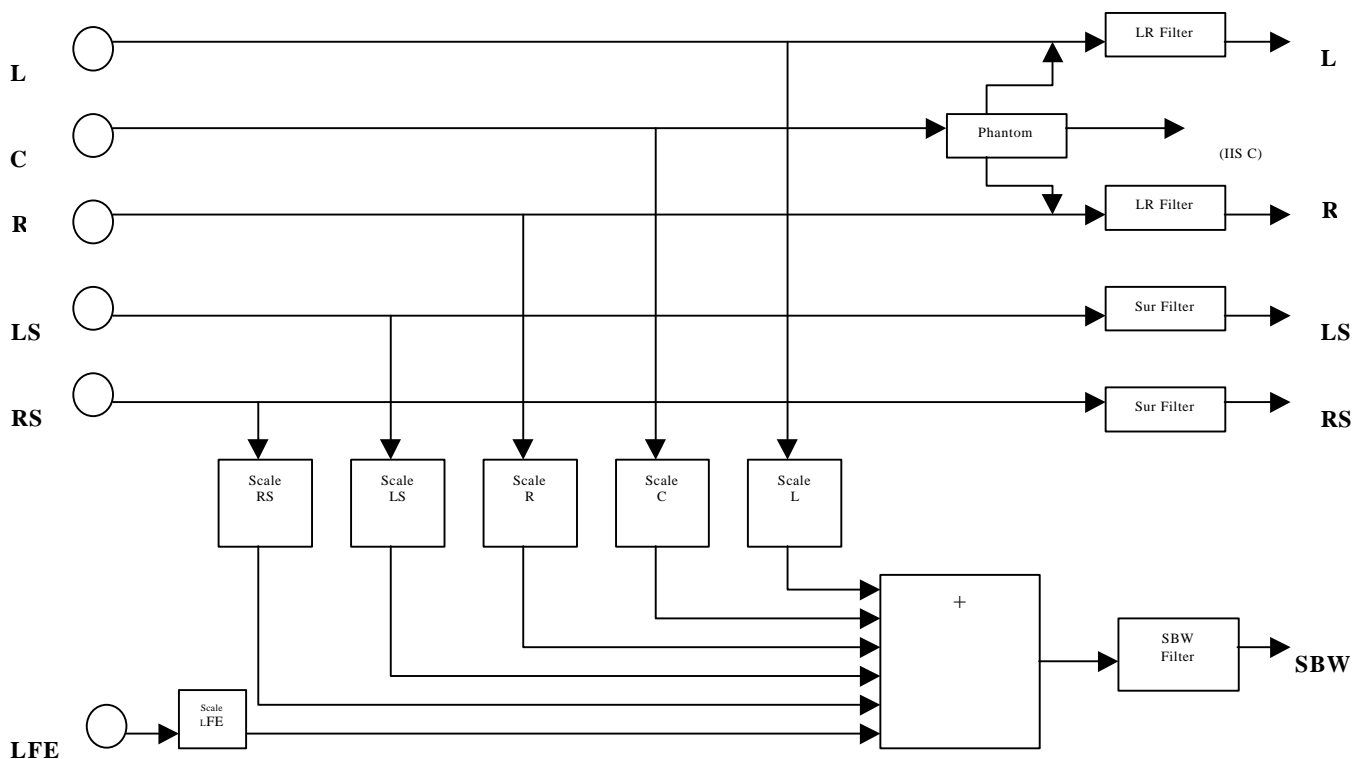 LR Filter
L
L
Phantom
C
(IIS C)
R
LR Filter
R
LS
Sur Filter
LS
RS
Sur Filter
RS
Scale
RS
Scale
LS
Scale
R
Scale
C
Scale
L
+
SBW
Filter
SBW
Scale
LFE
LFE